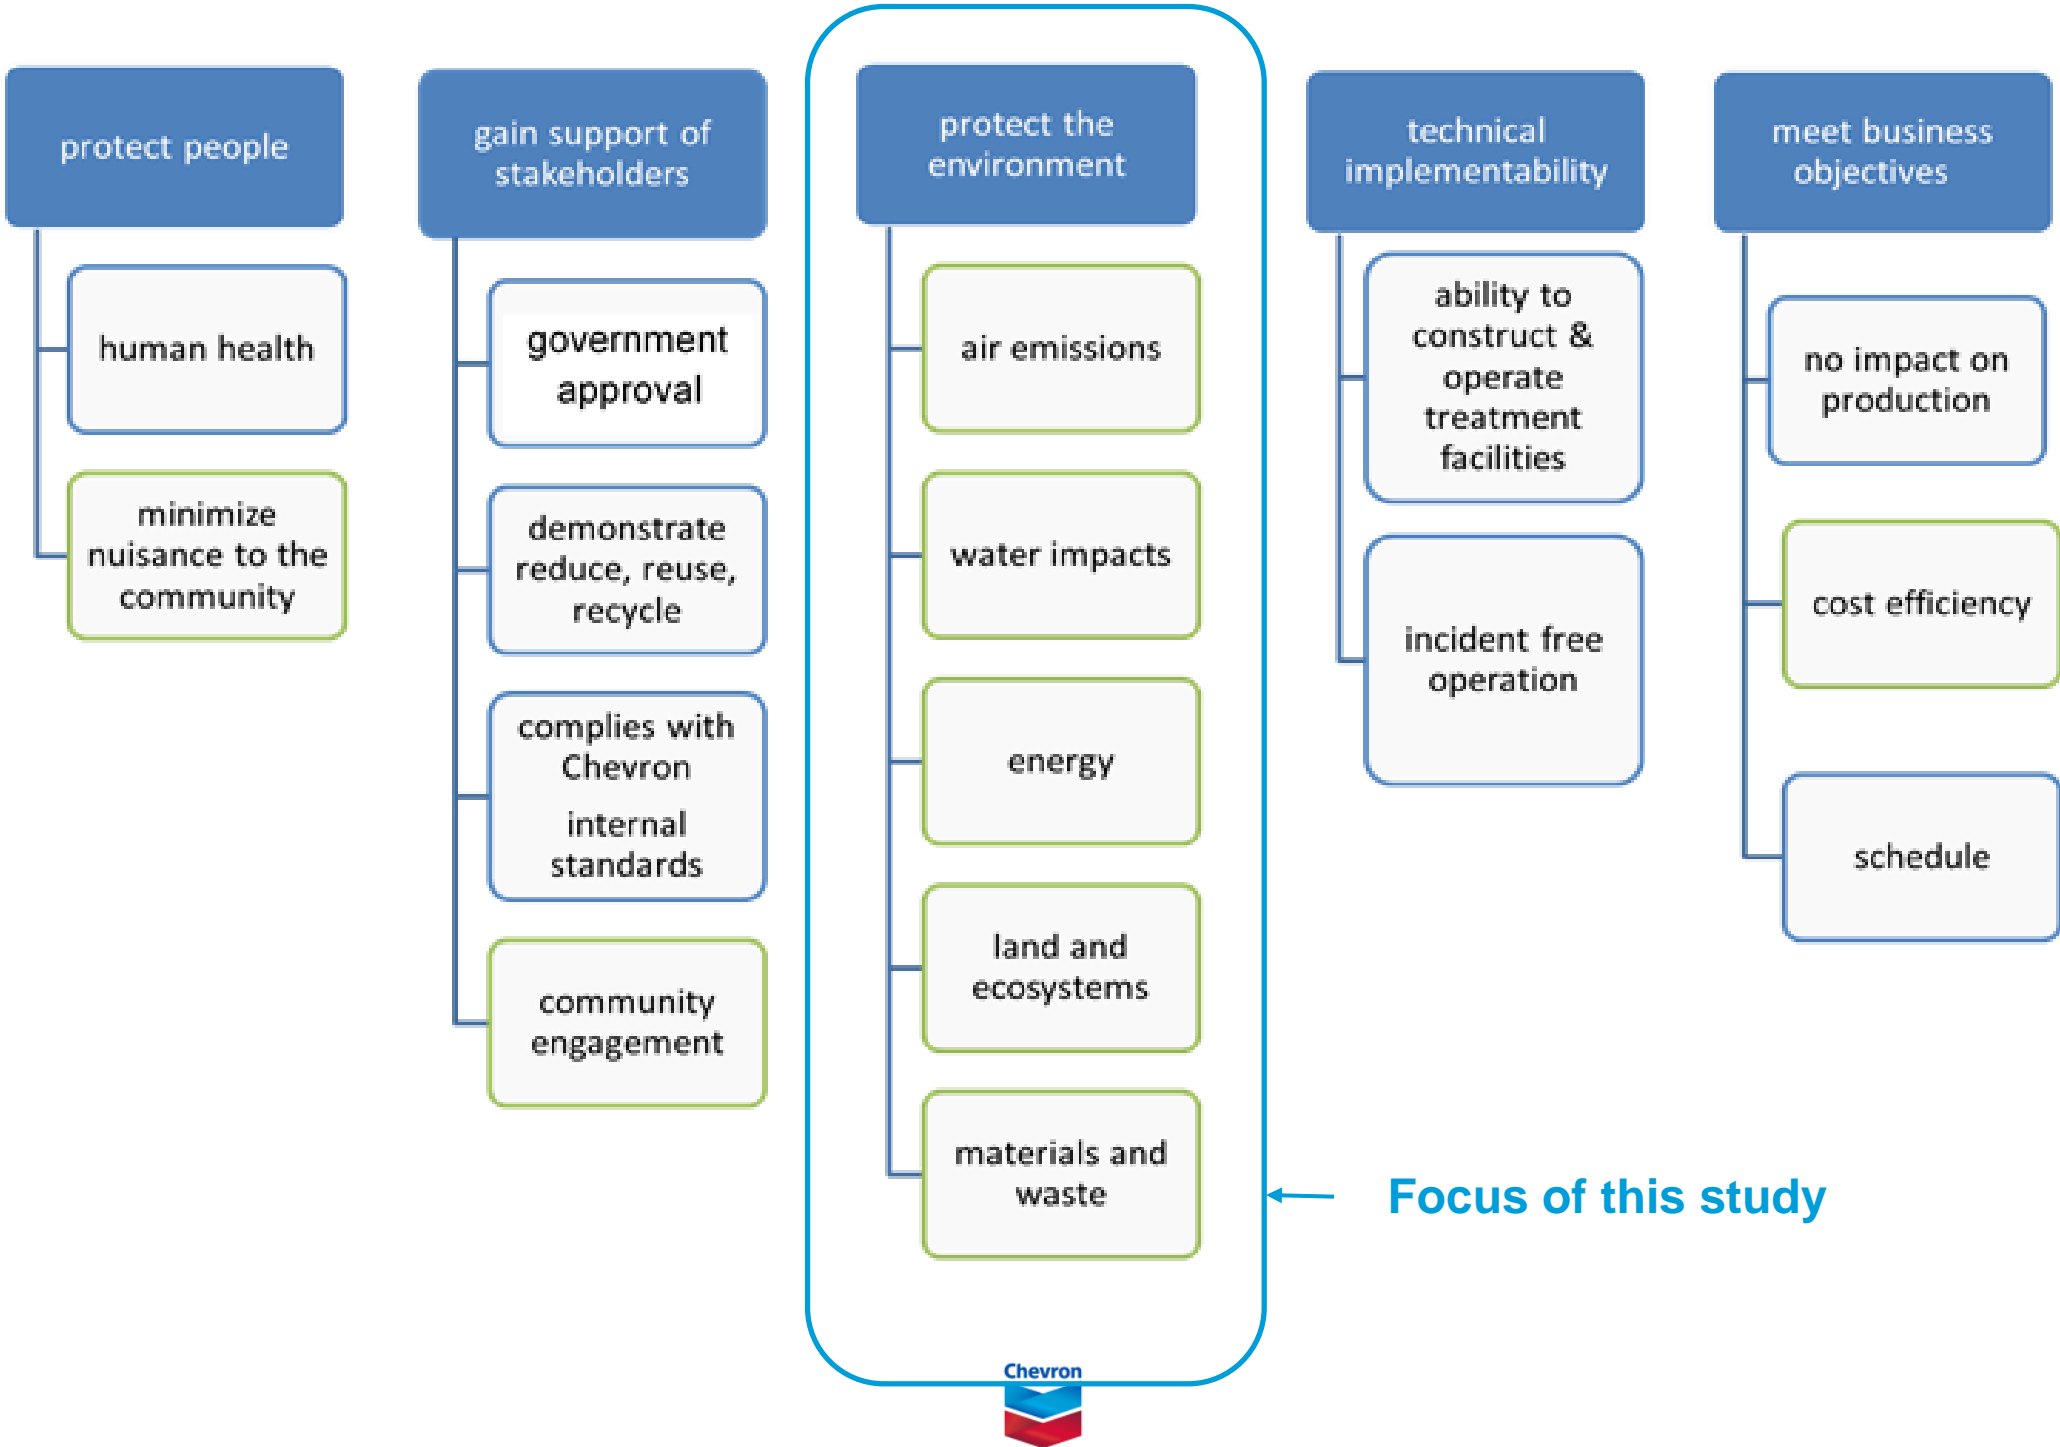 protect people
human health
minimize
nuisance to the
community
gain support of
stakeholders
government
approval
demonstrate
reduce, reuse,
recycle
complies with
Chevron
internal
standards
community
engagement
protect the
environment
air emissions
water impacts
energy
land and
ecosystems
materials and
waste
technical
implementability
ability to
construct &
operate
treatment
facilities
incident free
operation
meet business
objectives
no impact on
production
cost efficiency
schedule
Focus of this study
Chevron